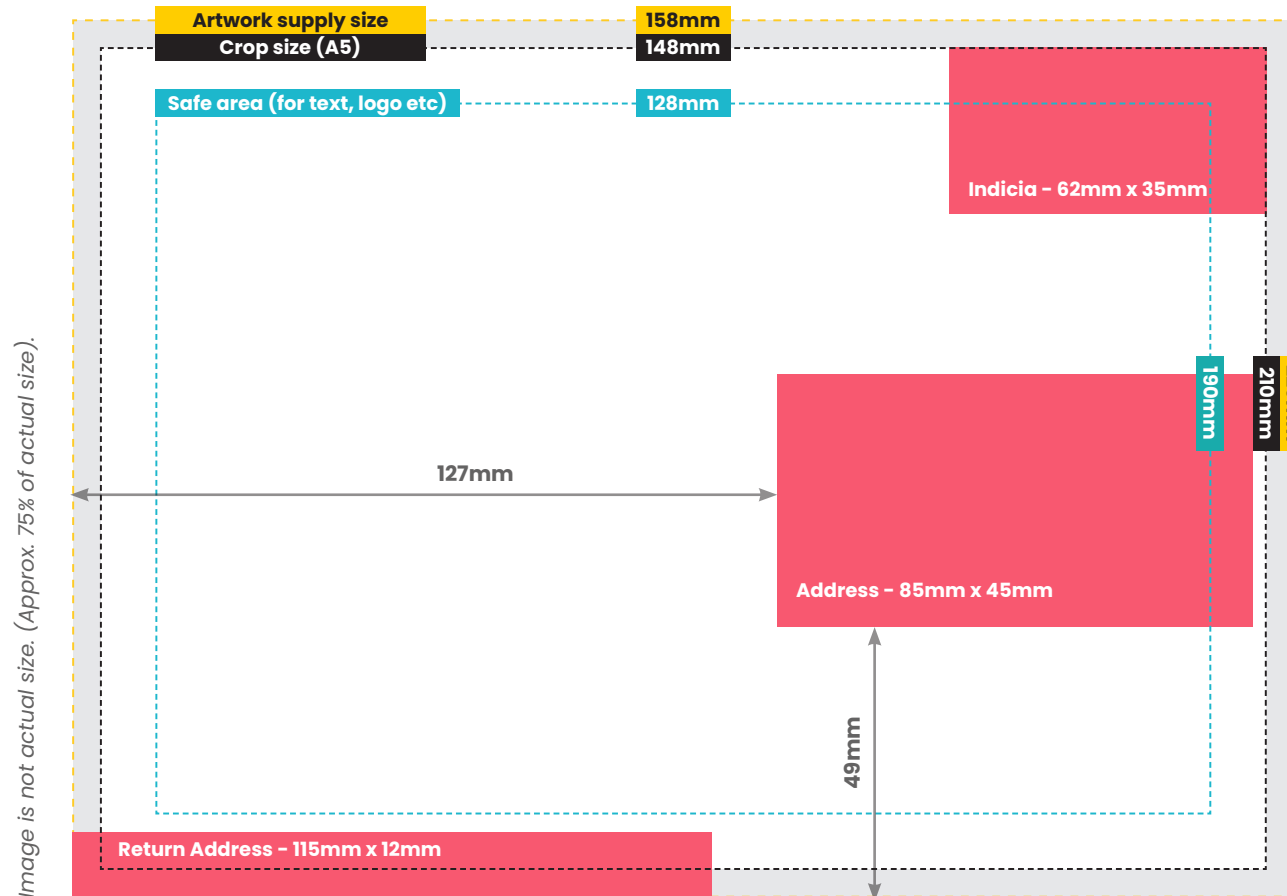 Artwork supply size 158mm
Crop size (A5) 148mm
Safe area (for text, logo etc) 128mm
Indicia - 62mm x 35mm
190mm
210mm
127mm
Address - 85mm x 45mm
49mm
Return Address - 115mm x 12mm
Image is not actual size. (Approx. 75% of actual size).